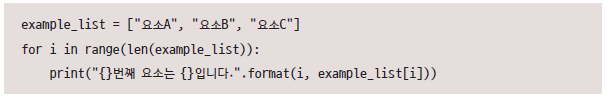 example_list = ["요소A", "요소B", "요소C"]
for i in range(len(example_list)):
    print("{}번째 요소는 {}입니다.".format(i, example_list[i]))